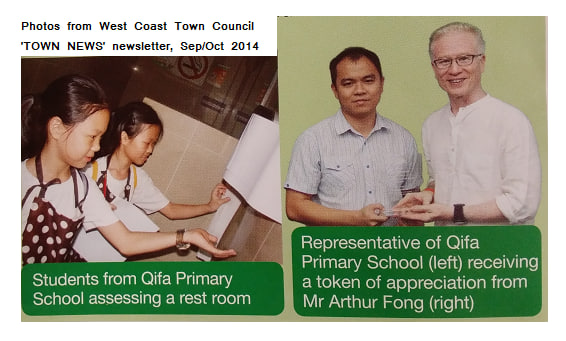 Photos from West Coast Town Council
'TOWN NEWS' newsletter, Sep/Oct 2014
Students from Qifa Primary
School assessing a rest room
Representative of Qifa
Primary School (left) receiving
a token of appreciation from
Mr Arthur Fong (right)